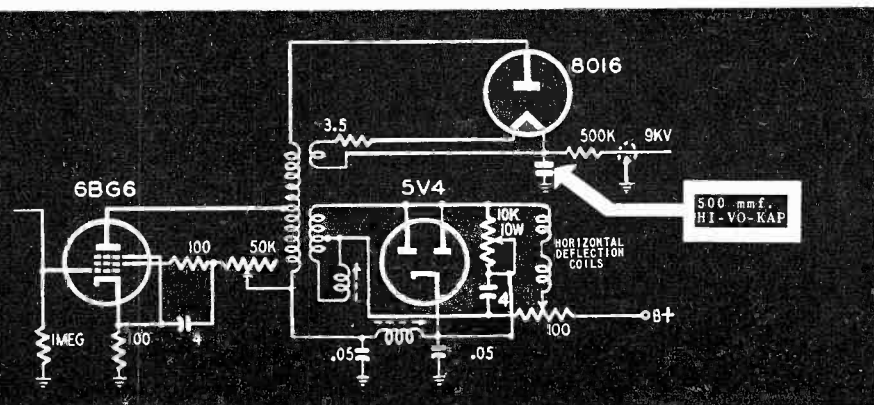 8016
3.5
500K
9KV
6BG6
5V4
500 mmf.
HI-VO-KAP
10K
10W
100
50K
HORIZONTAL
DEFLECTION
COILS
4
1MEG
100
4
.05
.05
100
B+